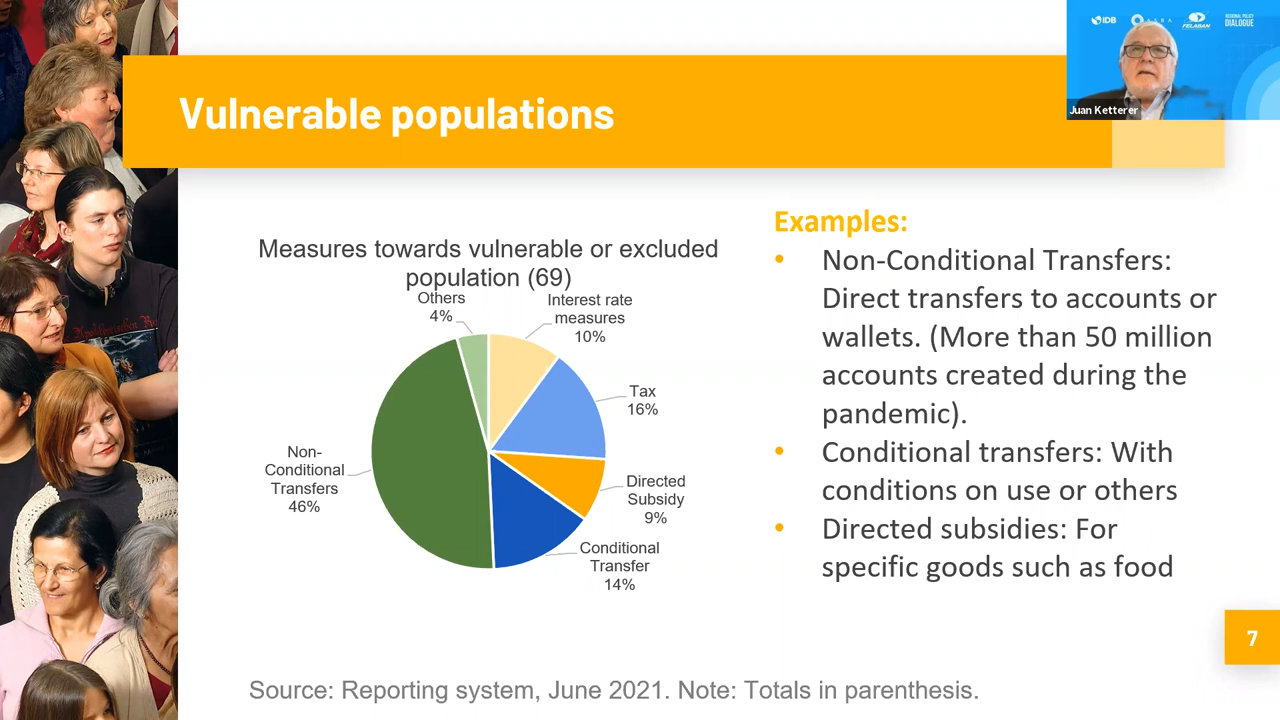 IDB
FELABAN
REGIONAL POLICY
DIALOGUE
Juan Ketterer
Vulnerable populations
Measures towards vulnerable or excluded
population (69)
Others
4%
Interest rate
measures
10%
Tax
16%
Directed
Subsidy
9%
Conditional
Transfer
14%
Non-
Conditional
Transfers
46%
Examples:
• Non-Conditional Transfers:
Direct transfers to accounts or
wallets. (More than 50 million
accounts created during the
pandemic).
• Conditional transfers: With
conditions on use or others
• Directed subsidies: For
specific goods such as food
7
Source: Reporting system, June 2021. Note: Totals in parenthesis.